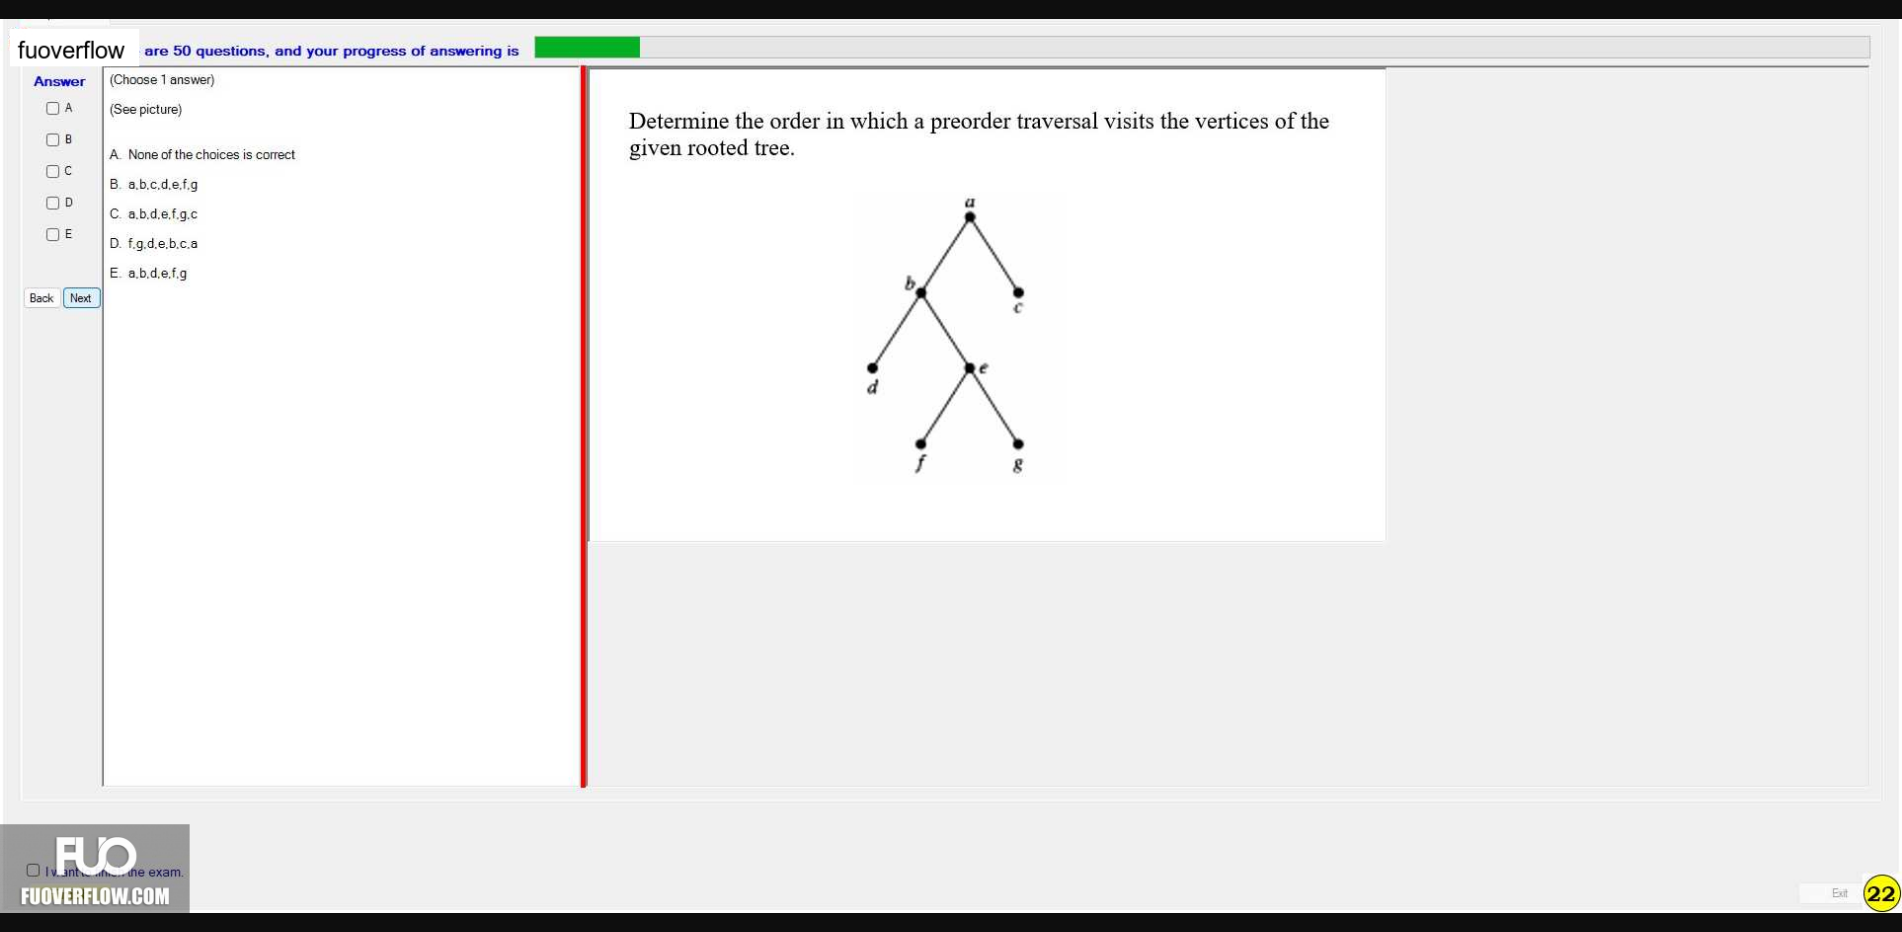 fuoverflow are 50 questions, and your progress of answering is
Answer
A
B
C
D
E
Back Next
(Choose 1 answer)
(See picture)
A. None of the choices is correct
B. a,b,c,d,e,f,g
C. a,b,d,e,f,g,c
D. f,g,d,e,b,c,a
E. a,b,d,e,f,g
Determine the order in which a preorder traversal visits the vertices of the
given rooted tree.
a
b
c
d
e
f
g
FUO
the exam.
FUOVERFLOW.COM
Exit
22